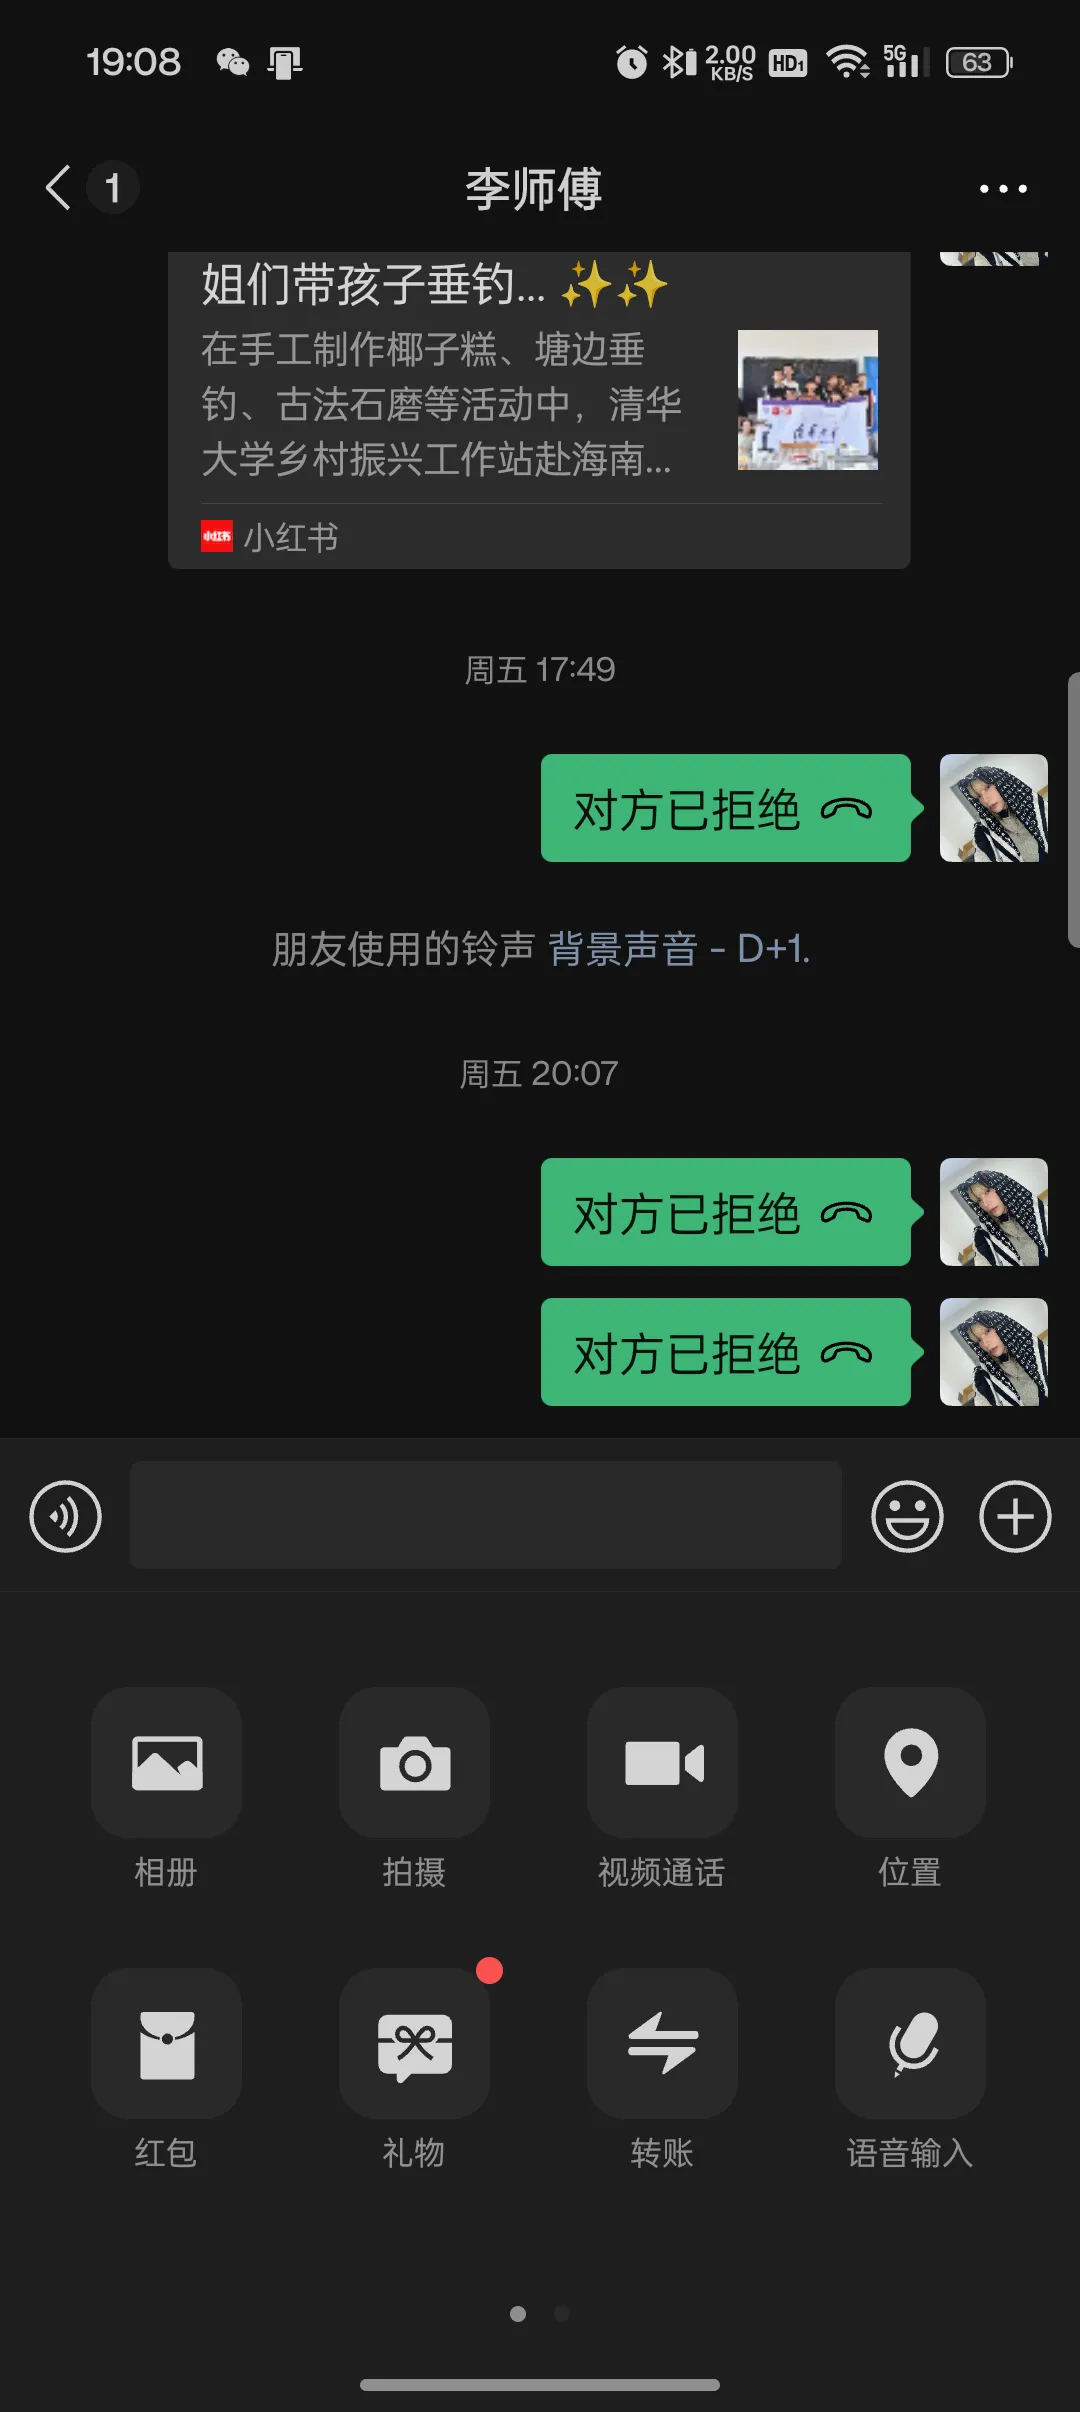 19:08
2.00 KB/S HD1 5G 63
1
李师傅
姐们带孩子垂钓... ✨✨
在手工制作椰子糕、塘边垂
钓、古法石磨等活动中，清华
大学乡村振兴工作站赴海南...
小红书 小红书
周五 17:49
对方已拒绝
朋友使用的铃声 背景声音 - D+1.
周五 20:07
对方已拒绝
对方已拒绝
相册 拍摄 视频通话 位置
红包 礼物 转账 语音输入